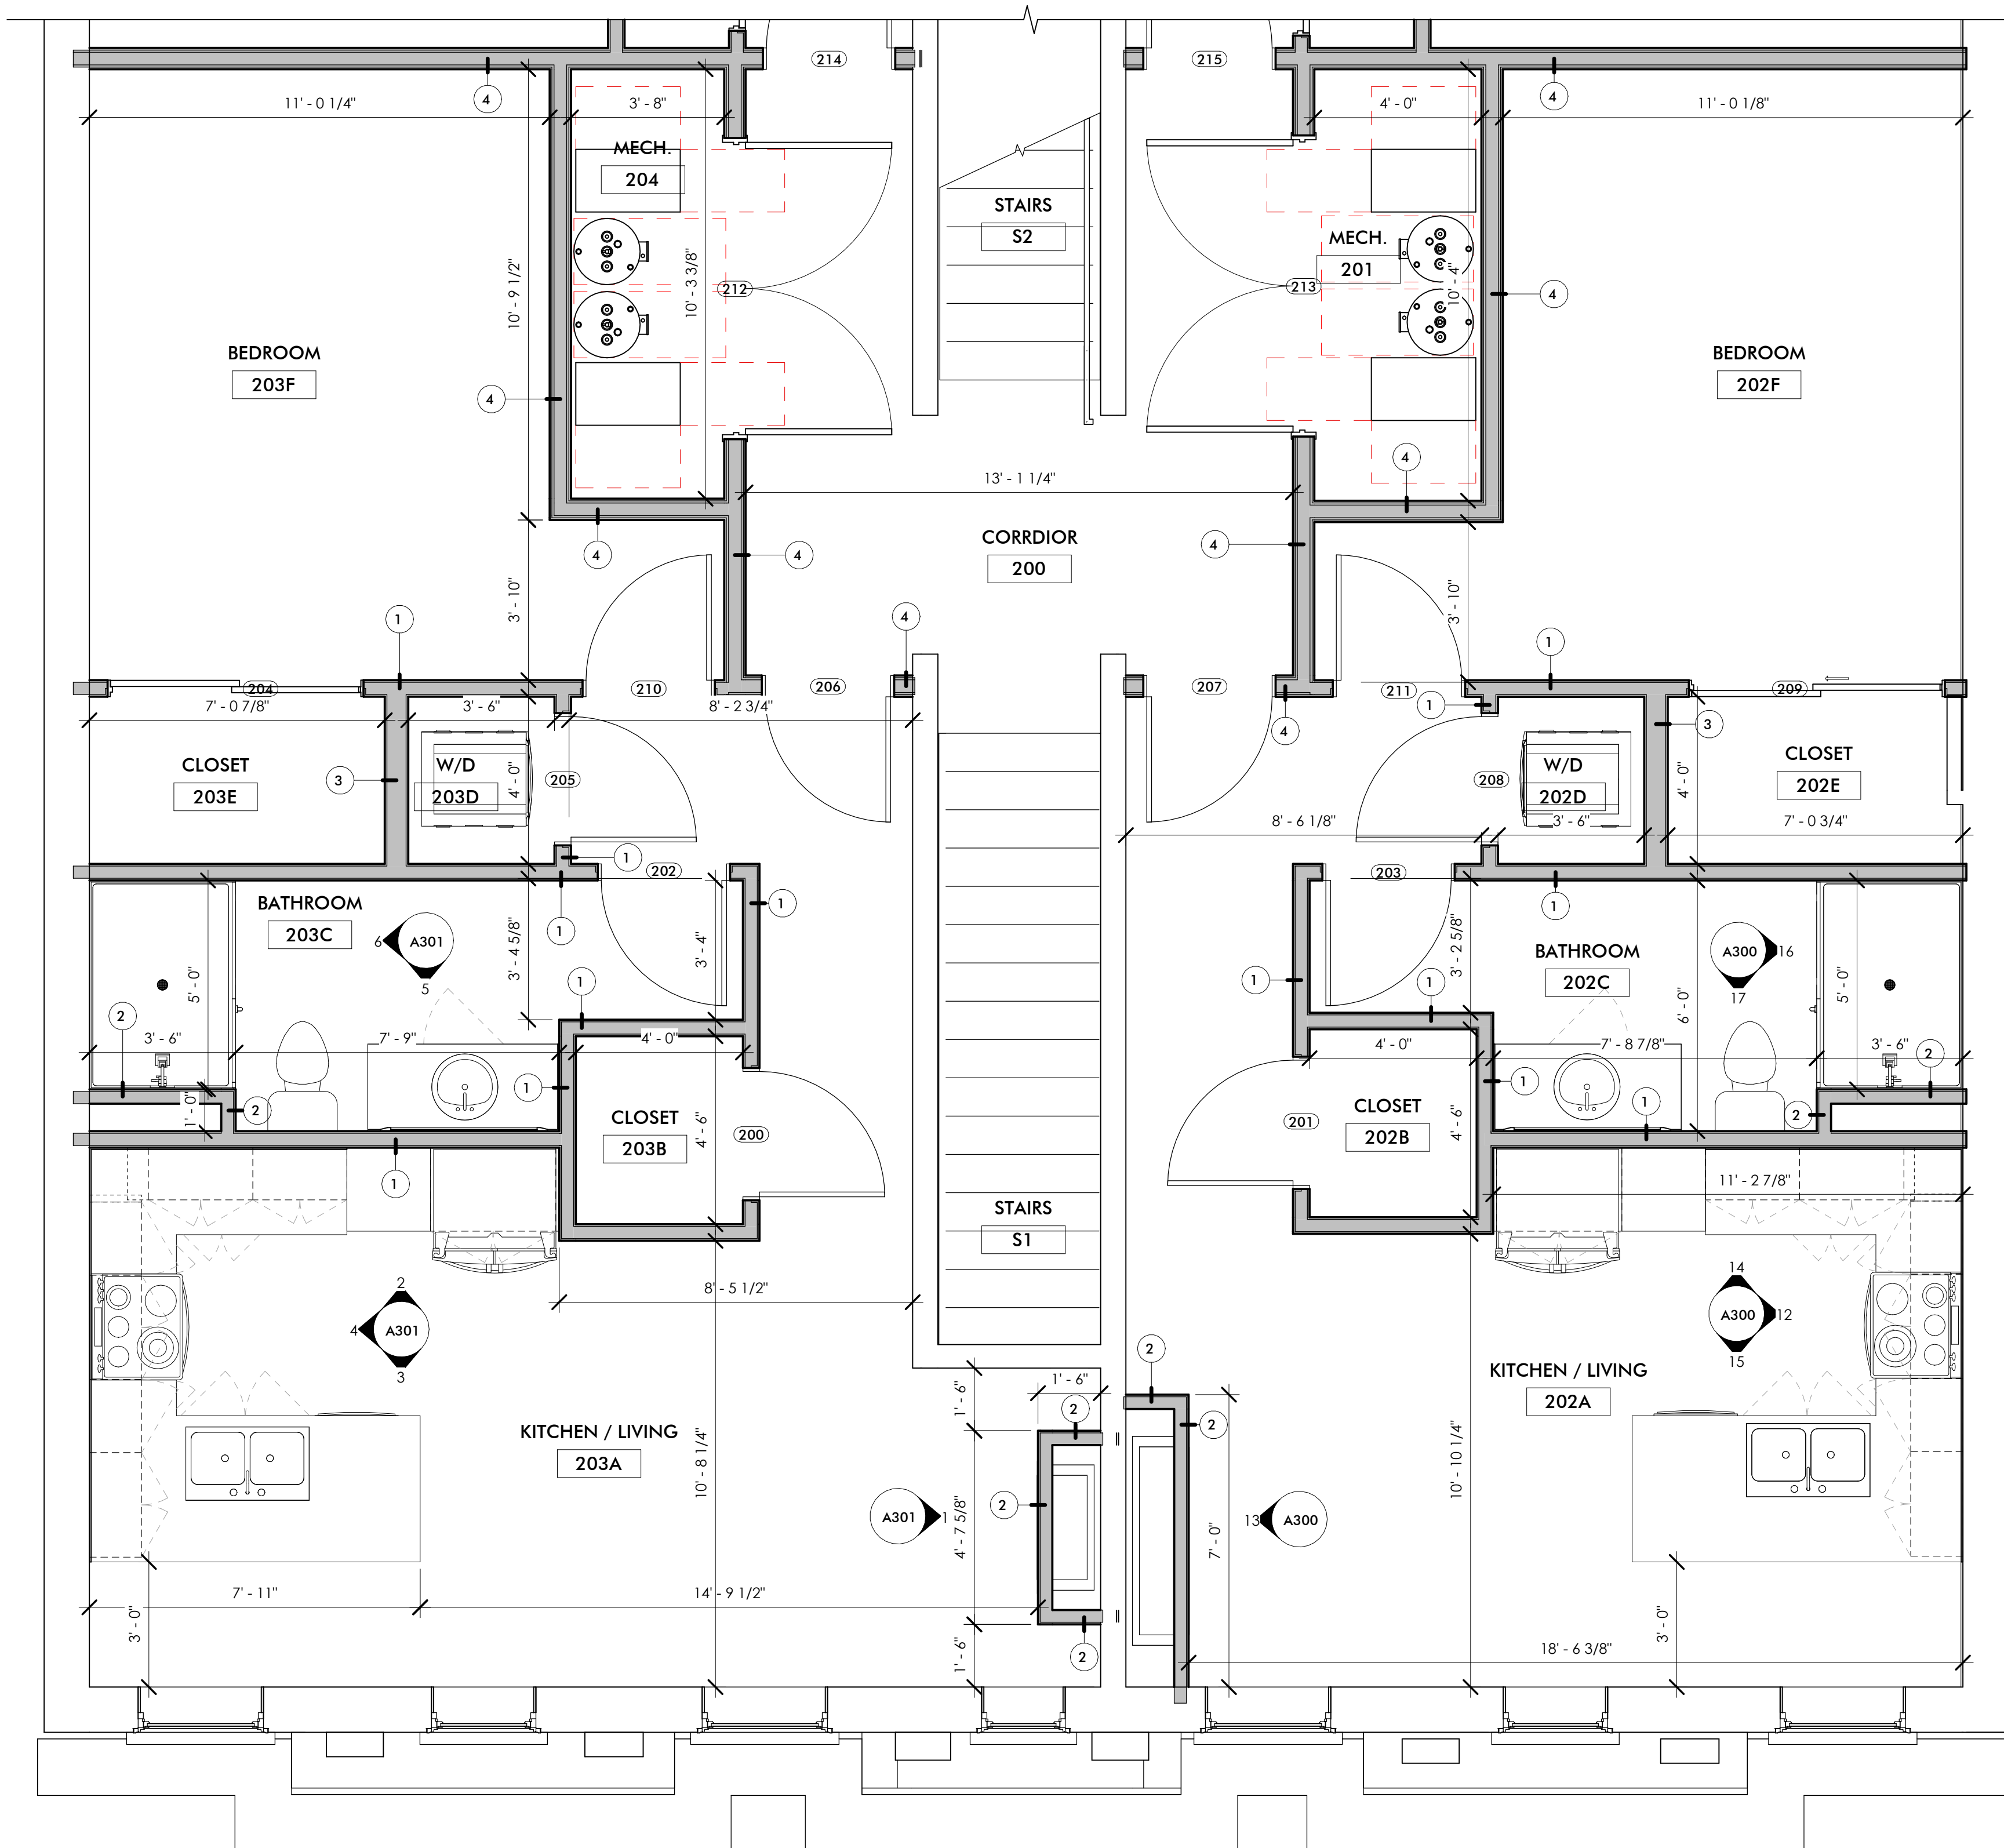 214
215
4
4
11' - 0 1/4"
3' - 8"
4' - 0"
11' - 0 1/8"
MECH.
204
STAIRS
S2
MECH.
201
10' - 9 1/2"
10' - 3 3/8"
212
213
10' - 4"
4
BEDROOM
203F
BEDROOM
202F
4
4
13' - 1 1/4"
CORRDIOR
200
4
4
4
3' - 10"
3' - 10"
1
4
1
204
210
206
207
211
209
7' - 0 7/8"
3' - 6"
8' - 2 3/4"
1
4
3
CLOSET
203E
3
W/D
203D
4' - 0"
205
208
W/D
202D
4' - 0"
CLOSET
202E
8' - 6 1/8"
3' - 6"
7' - 0 3/4"
1
202
203
BATHROOM
203C
1
1
1
6
A301
5
3' - 4 5/8"
3' - 4"
3' - 2 5/8"
BATHROOM
202C
A300
16
17
5' - 0"
1
1
1
5' - 0"
6' - 0"
2
3' - 6"
7' - 9"
4' - 0"
4' - 0"
7' - 8 7/8"
3' - 6"
2
1
1
1' - 0"
2
1
2
CLOSET
203B
4' - 6"
200
201
CLOSET
202B
4' - 6"
1
11' - 2 7/8"
STAIRS
S1
2
4
A301
3
8' - 5 1/2"
14
A300
12
15
2
1' - 6"
1' - 6"
2
2
KITCHEN / LIVING
203A
KITCHEN / LIVING
202A
10' - 8 1/4"
10' - 10 1/4"
2
A301
1
4' - 7 5/8"
7' - 0"
13
A300
7' - 11"
14' - 9 1/2"
3' - 0"
3' - 0"
1' - 6"
2
18' - 6 3/8"